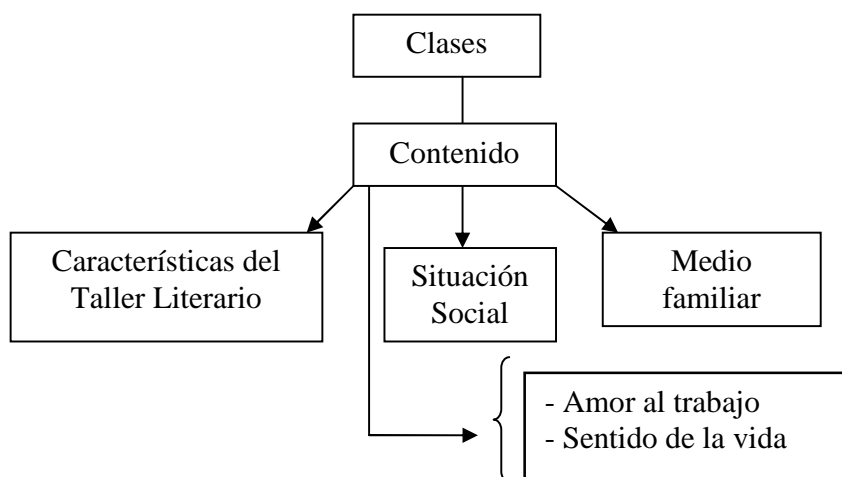 Clases
Contenido
Características del
Taller Literario
Situación
Social
Medio
familiar
- Amor al trabajo
- Sentido de la vida